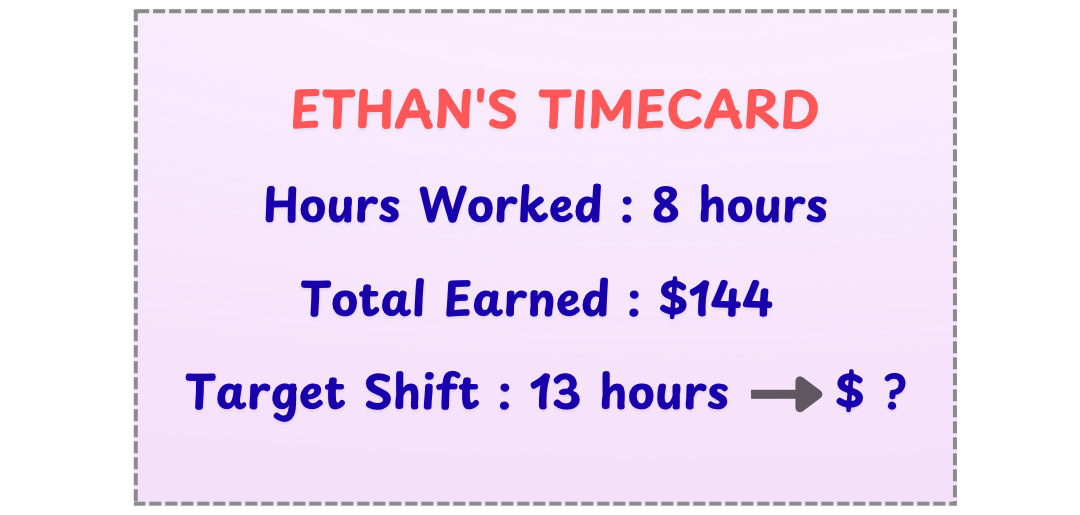 ETHAN'S TIMECARD
Hours Worked : 8 hours
Total Earned : $144
Target Shift : 13 hours → $ ?